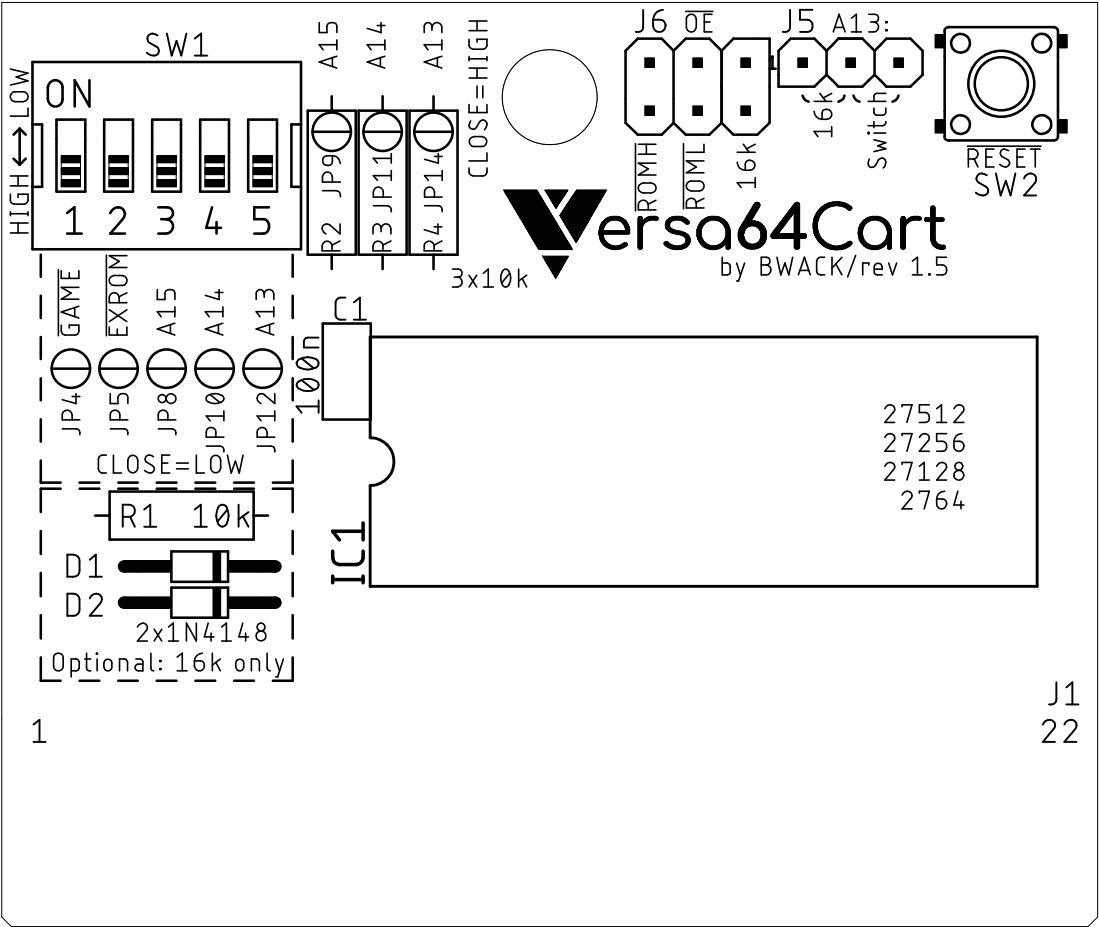 SW1
ON
1 2 3 4 5
HIGH↔LOW
A15
A14
A13
CLOSE=HIGH
R2 JP9
R3 JP11
R4 JP14
3x10k
J6 OE
ROMH
ROML
16k
J5 A13:
1
16k
Switch
RESET
SW2
Versa64Cart
by BWACK/rev 1.5
GAME
EXROM
A15
A14
A13
JP4
JP5
JP8
JP10
JP12
CLOSE=LOW
C1
100n
27512
27256
27128
2764
IC1
R1 10k
D1
D2
2x1N4148
Optional: 16k only
J1
1
22